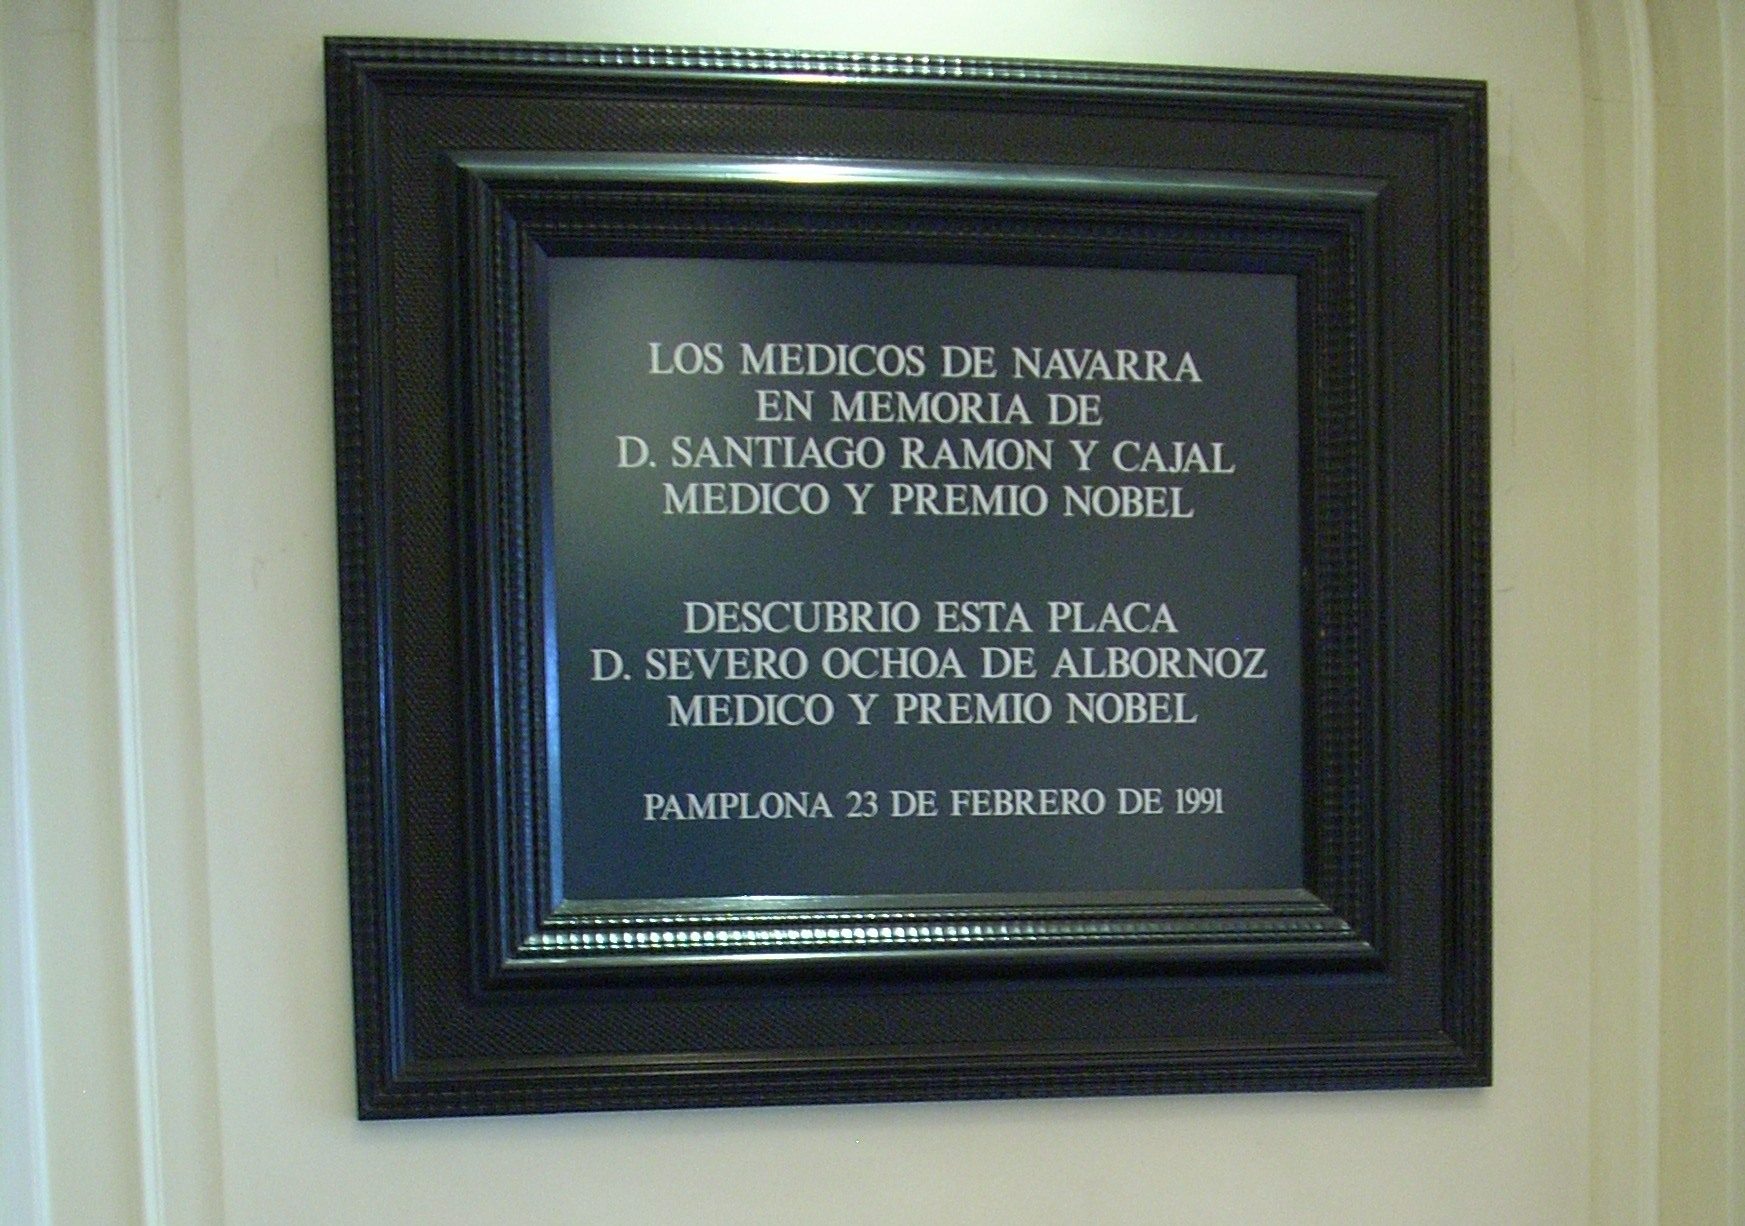 LOS MEDICOS DE NAVARRA
EN MEMORIA DE
D. SANTIAGO RAMON Y CAJAL
MEDICO Y PREMIO NOBEL
DESCUBRIO ESTA PLACA
D. SEVERO OCHOA DE ALBORNOZ
MEDICO Y PREMIO NOBEL
PAMPLONA 23 DE FEBRERO DE 1991